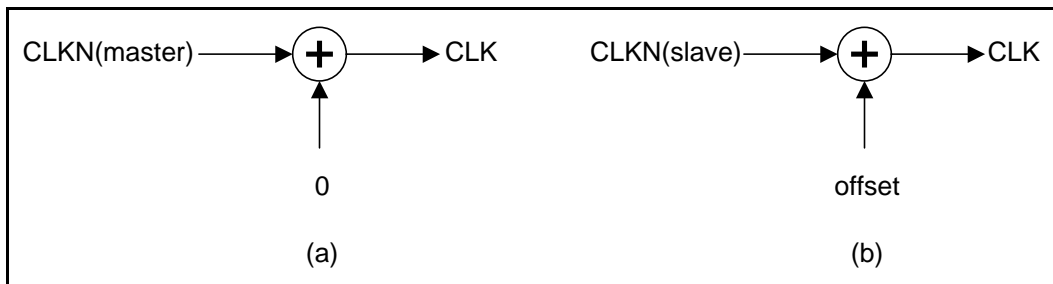 CLKN(master) + CLK
0
(a)
CLKN(slave) + CLK
offset
(b)